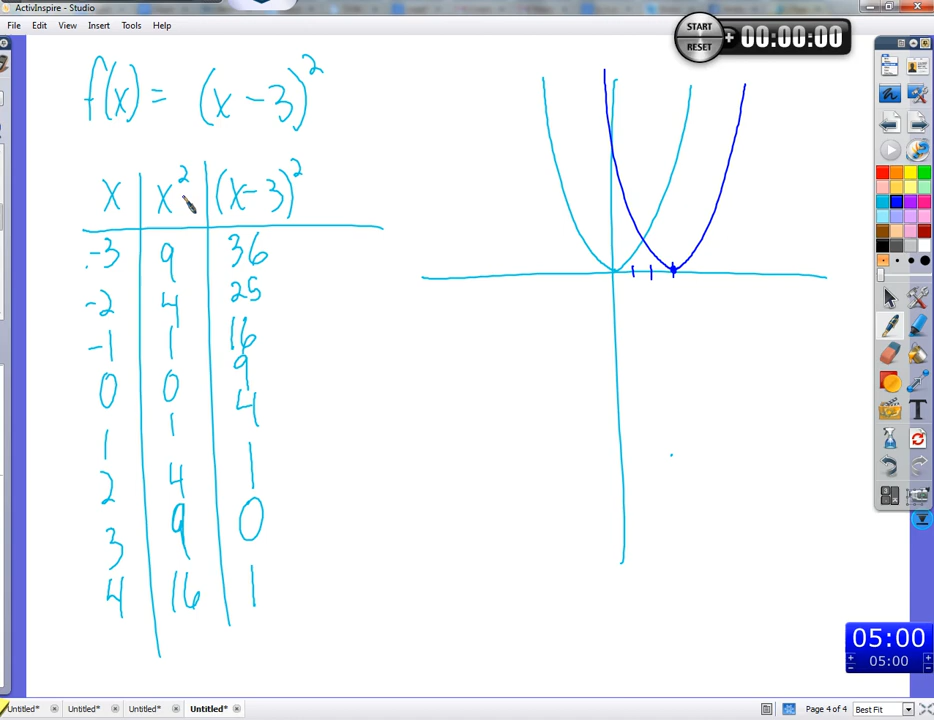 ActivInspire - Studio
File Edit View Insert Tools Help
START
RESET
00:00:00
f(x) = (x - 3)²
x x² (x - 3)²
-3 9 36
-2 4 25
-1 1 16
0 0 9
1 1 4
2 4 1
3 9 0
4 16 1
05:00
05:00
Untitled* Untitled* Untitled* Untitled*
Page 4 of 4 Best Fit